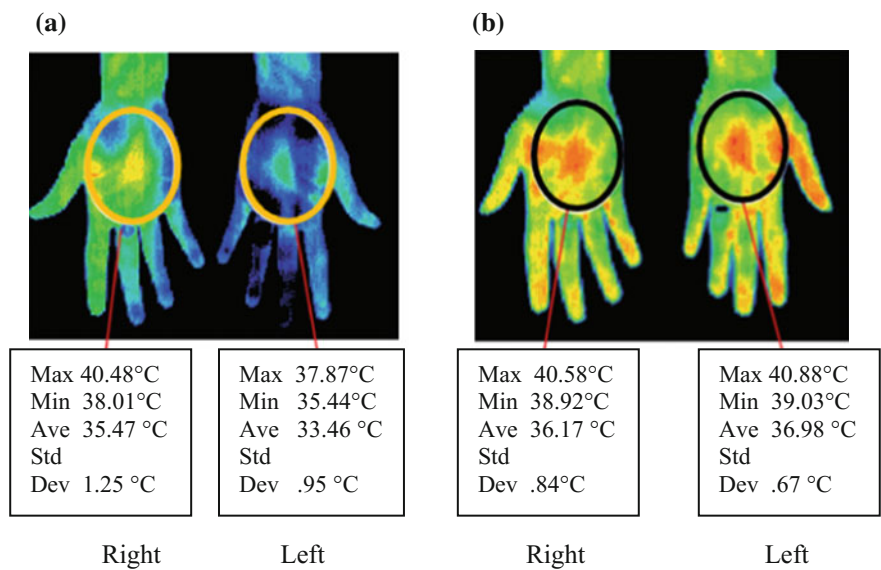 (a)
(b)
Max 40.48°C
Min 38.01°C
Ave 35.47 °C
Std
Dev 1.25 °C
Max 37.87°C
Min 35.44°C
Ave 33.46 °C
Std
Dev .95 °C
Max 40.58°C
Min 38.92°C
Ave 36.17 °C
Std
Dev .84°C
Max 40.88°C
Min 39.03°C
Ave 36.98 °C
Std
Dev .67 °C
Right
Left
Right
Left